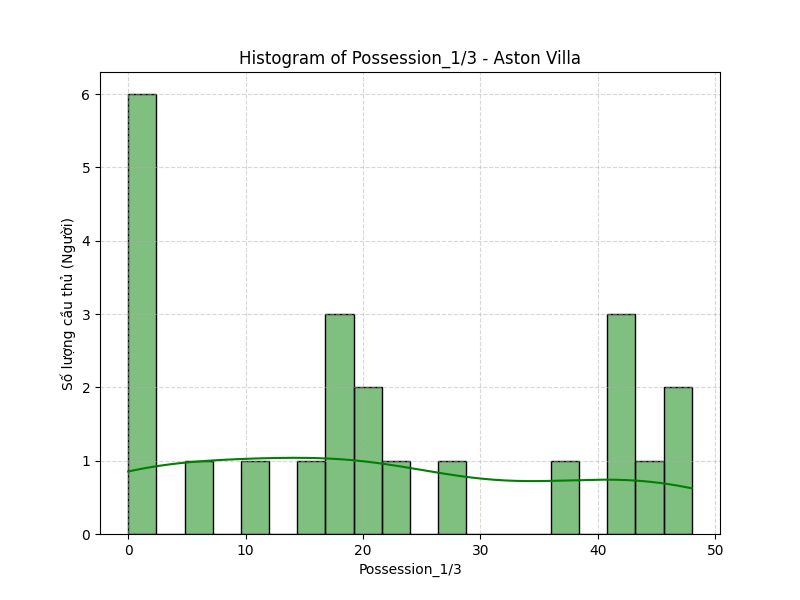 Histogram of Possession_1/3 - Aston Villa
6
5
4
3
2
1
0
Số lượng cầu thủ (Người)
0 10 20 30 40 50
Possession_1/3